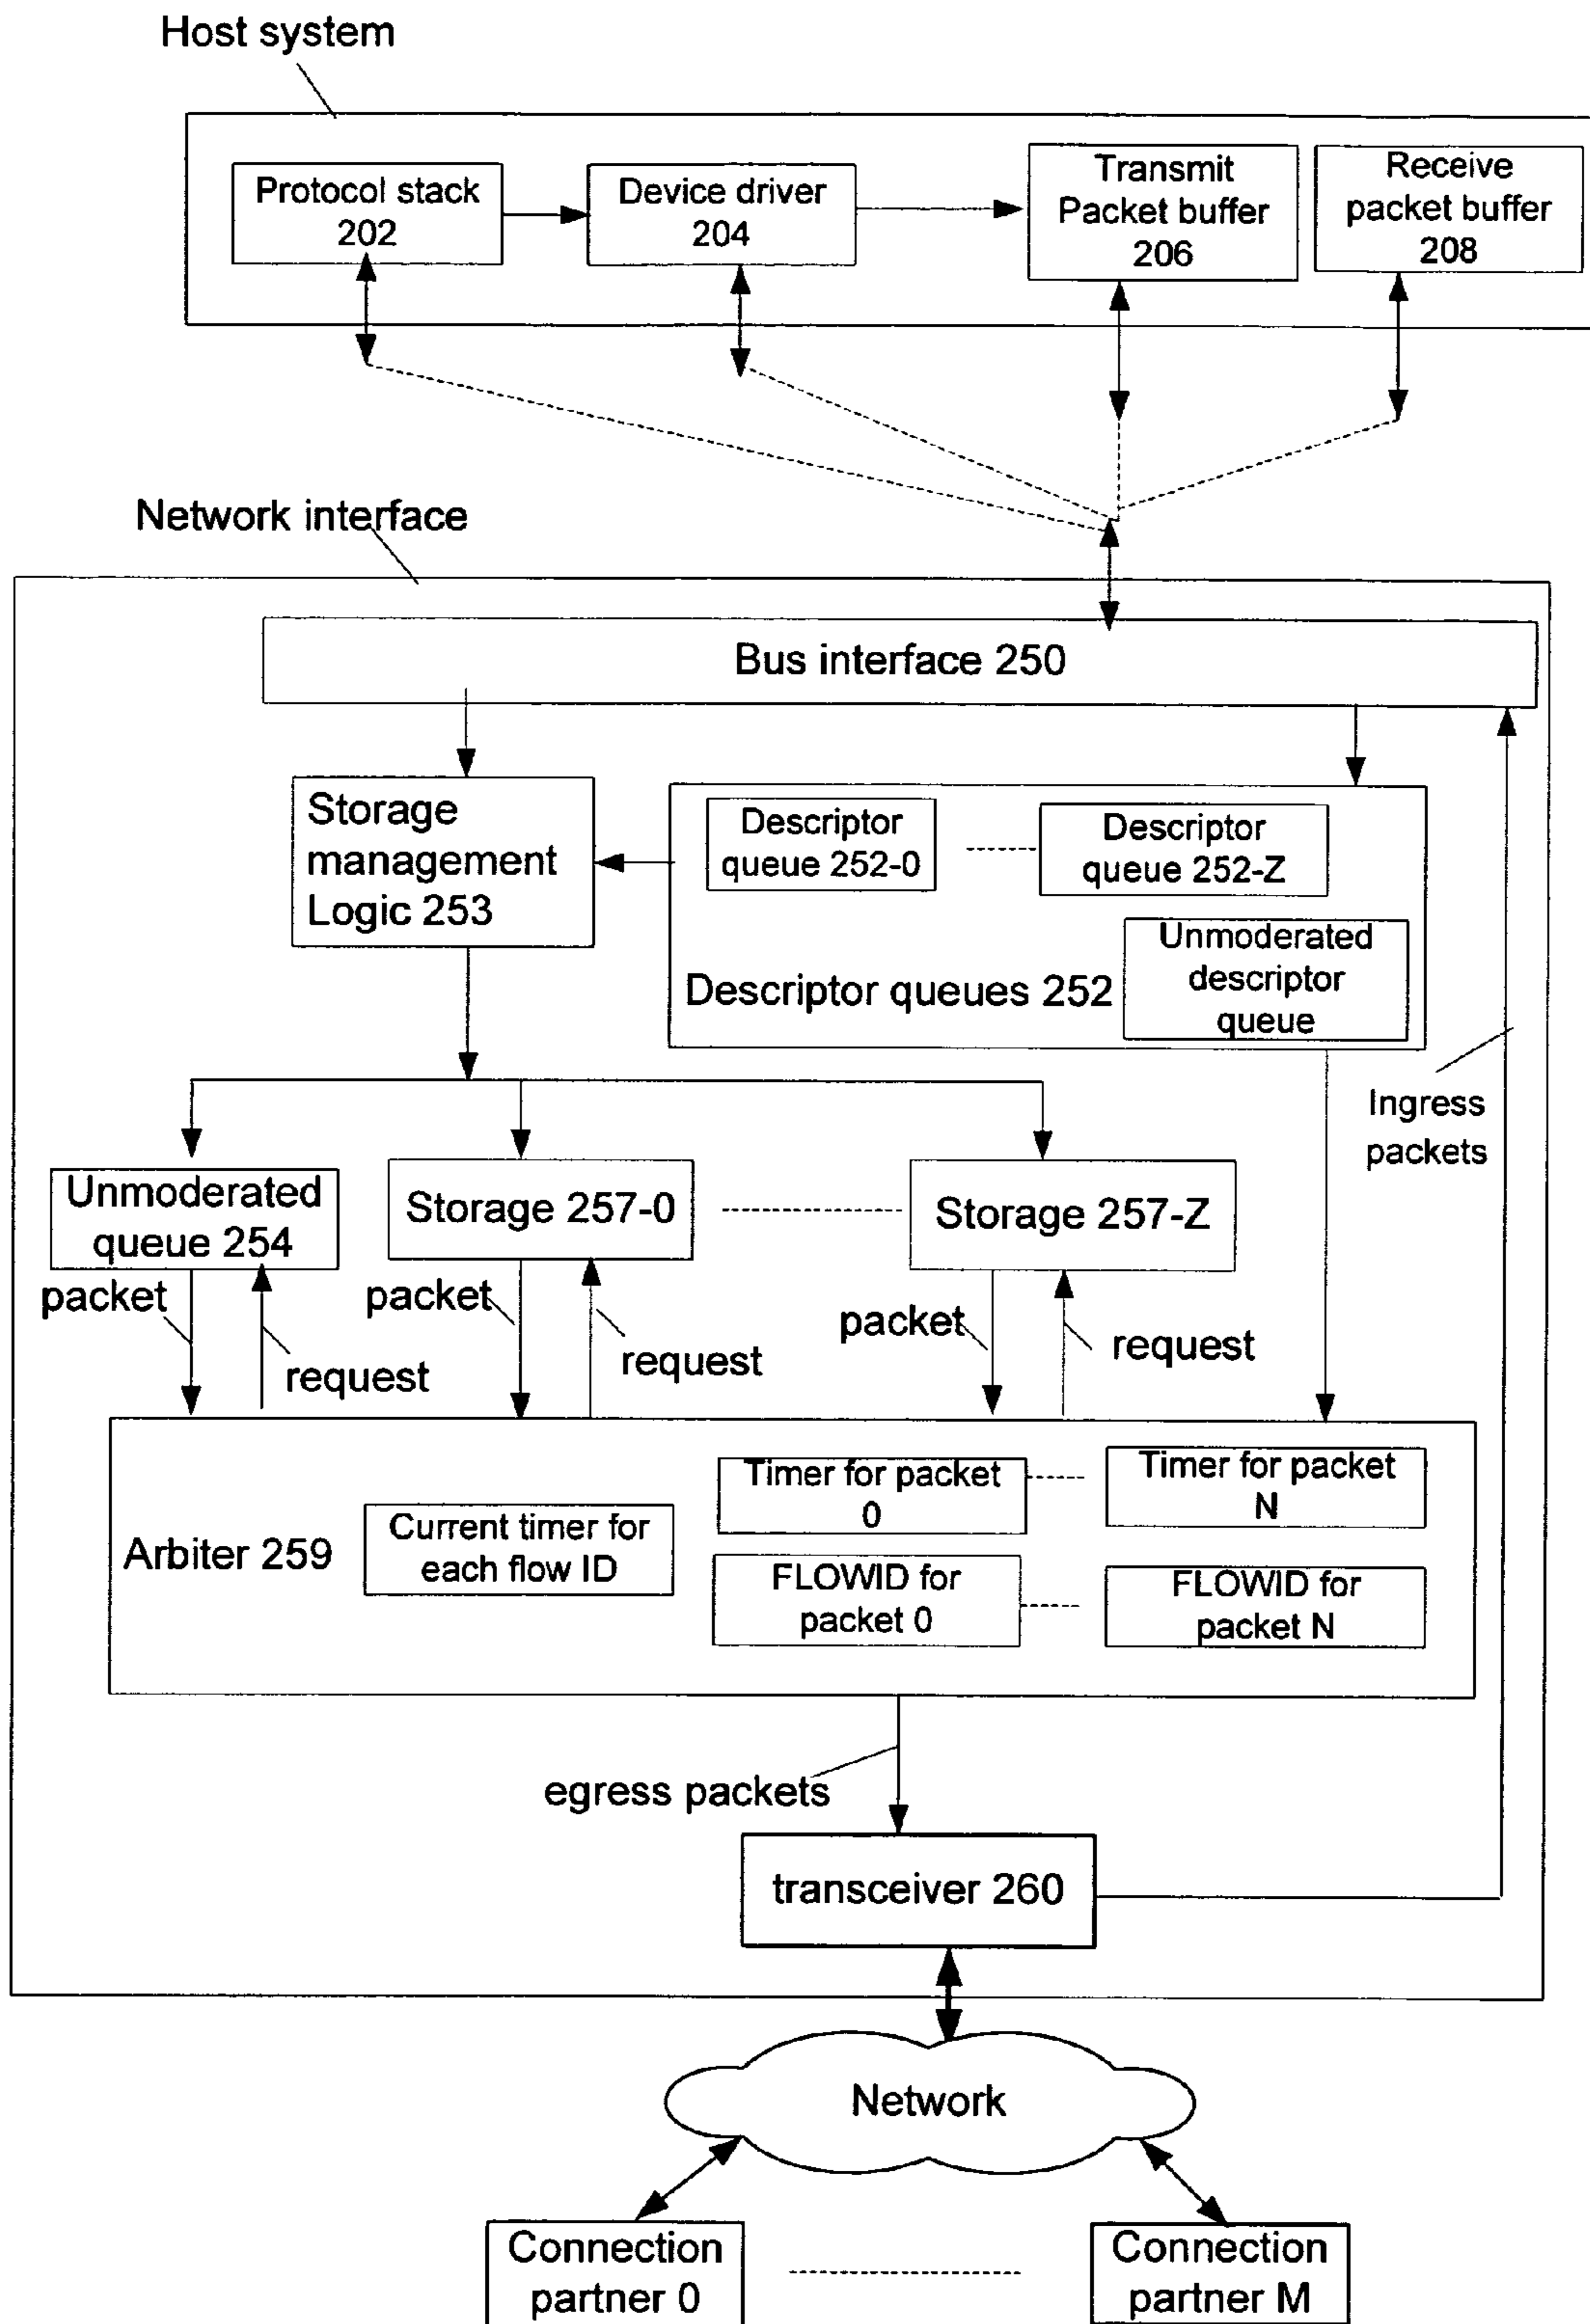 Host system
Protocol stack
202
Device driver
204
Transmit
Packet buffer
206
Receive
packet buffer
208
Network interface
Bus interface 250
Storage
management
Logic 253
Descriptor
queue 252-0
Descriptor
queue 252-Z
Unmoderated
descriptor
queue
Descriptor queues 252
Ingress
packets
Unmoderated
queue 254
Storage 257-0
Storage 257-Z
packet
request
packet
request
packet
request
Arbiter 259
Current timer for
each flow ID
Timer for packet
0
Timer for packet
N
FLOWID for
packet 0
FLOWID for
packet N
egress packets
transceiver 260
Network
Connection
partner 0
Connection
partner M